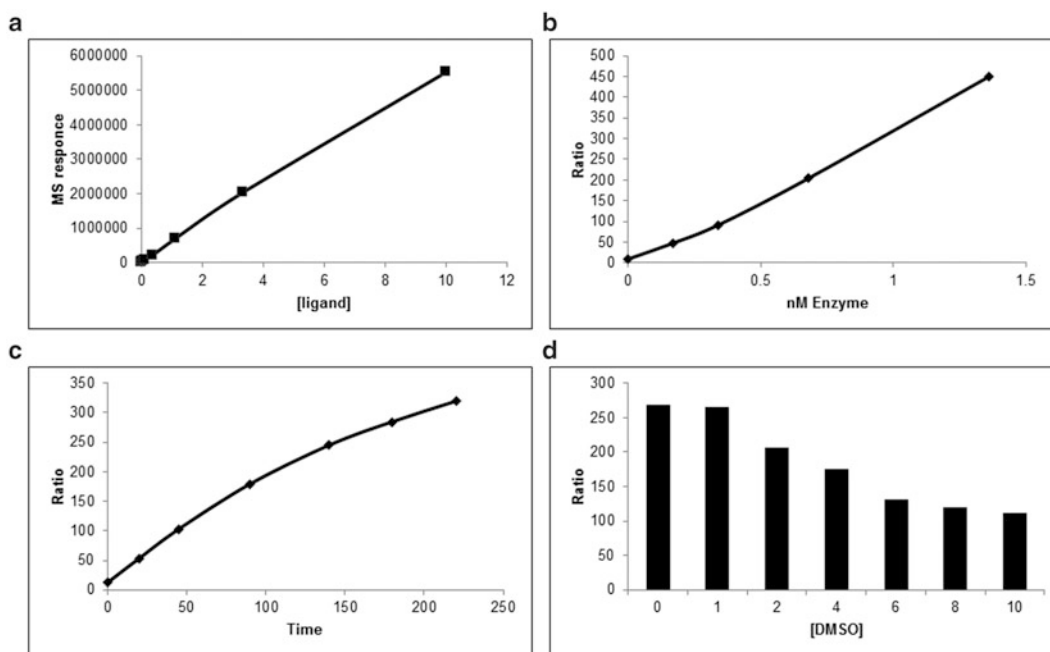 a
6000000
5000000
4000000
3000000
2000000
1000000
0
MS responce
0 2 4 6 8 10 12
[ligand]
b
500
450
400
350
300
250
200
150
100
50
0
Ratio
0 0.5 1 1.5
nM Enzyme
c
350
300
250
200
150
100
50
0
Ratio
0 50 100 150 200 250
Time
d
300
250
200
150
100
50
0
Ratio
0 1 2 4 6 8 10
[DMSO]